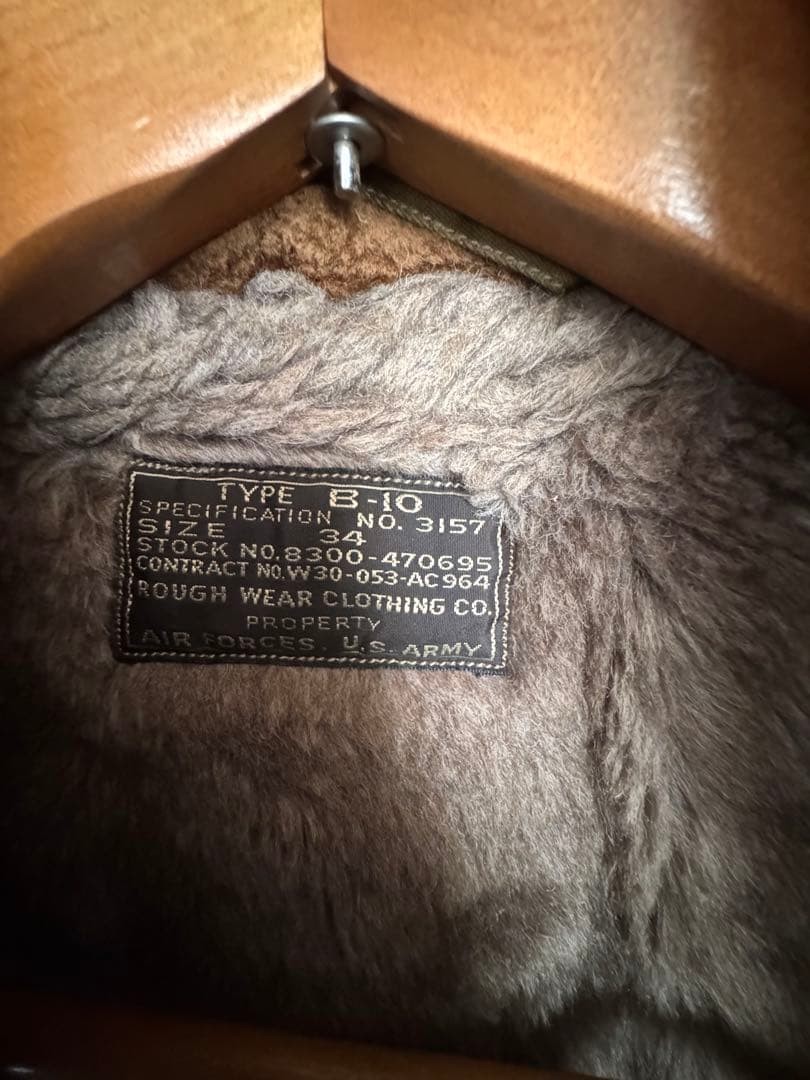 TYPE B-10
SPECIFICATION NO. 3157
SIZE 34
STOCK NO. 8300-470695
CONTRACT NO. W30-053-AC964
ROUGH WEAR CLOTHING CO.
PROPERTY
AIR FORCES, U.S. ARMY